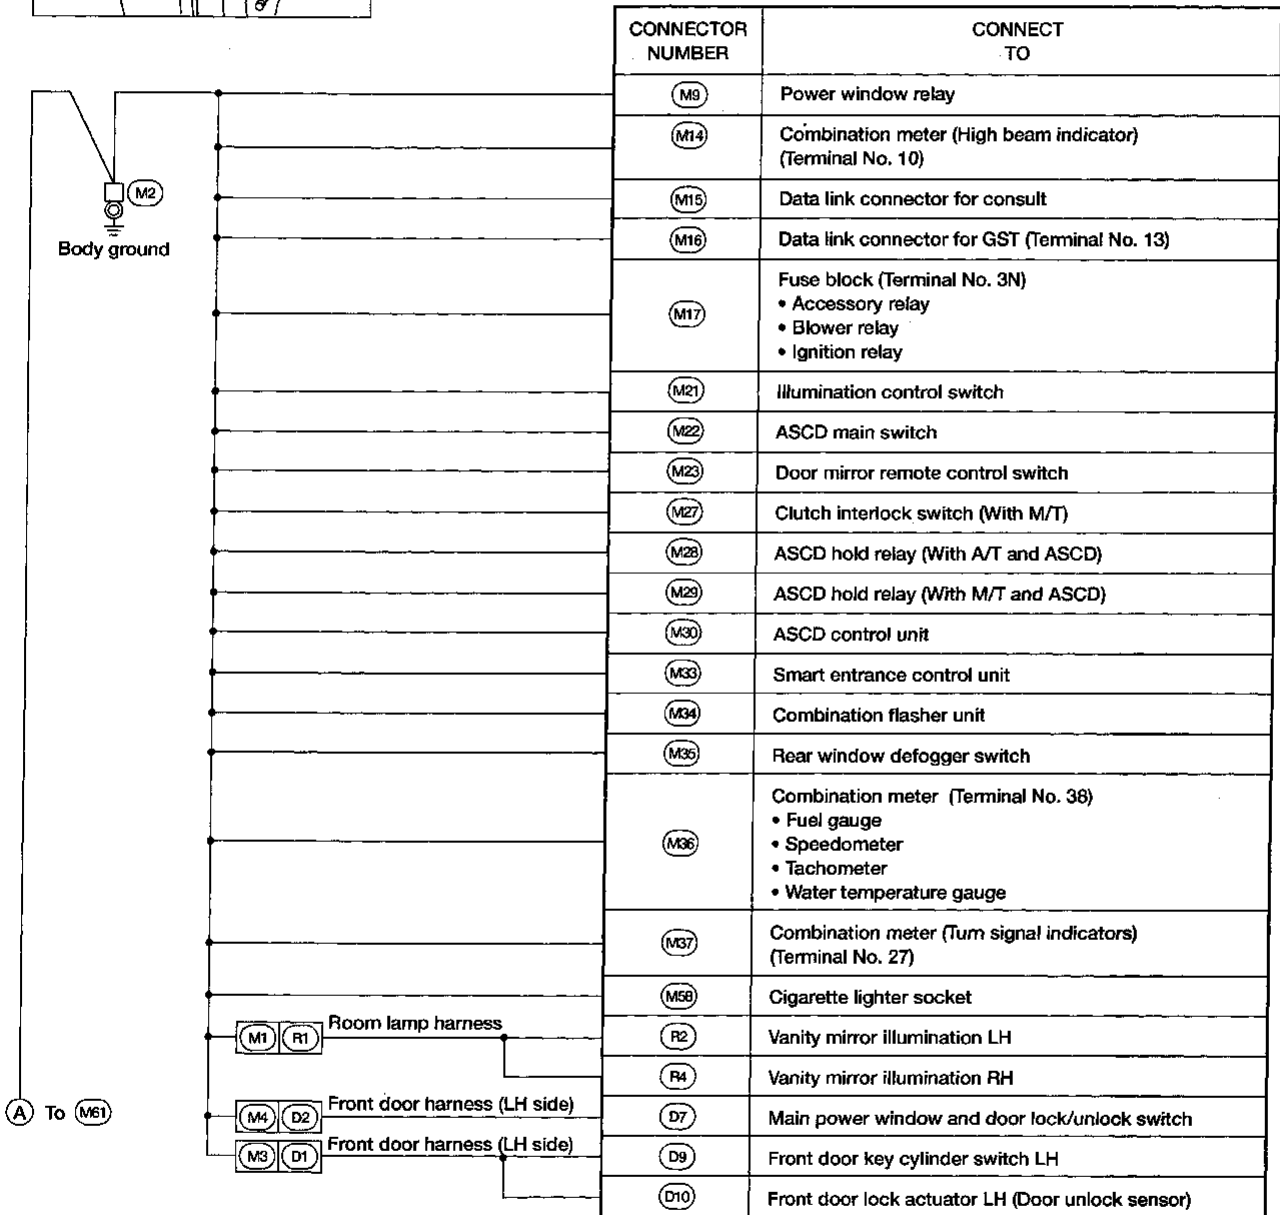 CONNECTOR NUMBER
CONNECT TO
M9 Power window relay
M14 Combination meter (High beam indicator)
(Terminal No. 10)
M2
Body ground
M15 Data link connector for consult
M16 Data link connector for GST (Terminal No. 13)
M17 Fuse block (Terminal No. 3N)
• Accessory relay
• Blower relay
• Ignition relay
M21 Illumination control switch
M22 ASCD main switch
M23 Door mirror remote control switch
M27 Clutch interlock switch (With M/T)
M28 ASCD hold relay (With A/T and ASCD)
M29 ASCD hold relay (With M/T and ASCD)
M30 ASCD control unit
M33 Smart entrance control unit
M34 Combination flasher unit
M35 Rear window defogger switch
M36 Combination meter (Terminal No. 38)
• Fuel gauge
• Speedometer
• Tachometer
• Water temperature gauge
M37 Combination meter (Turn signal indicators)
(Terminal No. 27)
M58 Cigarette lighter socket
M1 R1 Room lamp harness R2 Vanity mirror illumination LH
R4 Vanity mirror illumination RH
A To M61
M4 D2 Front door harness (LH side) D7 Main power window and door lock/unlock switch
M3 D1 Front door harness (LH side) D9 Front door key cylinder switch LH
D10 Front door lock actuator LH (Door unlock sensor)